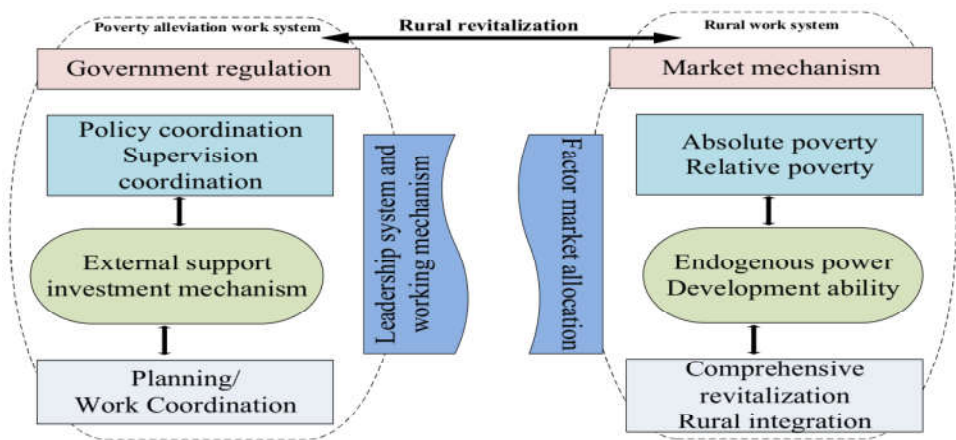 Poverty alleviation work system
Rural revitalization
Rural work system
Government regulation
Market mechanism
Policy coordination
Supervision
coordination
External support
investment mechanism
Planning/
Work Coordination
Leadership system and
working mechanism
Factor market allocation
Absolute poverty
Relative poverty
Endogenous power
Development ability
Comprehensive
revitalization
Rural integration